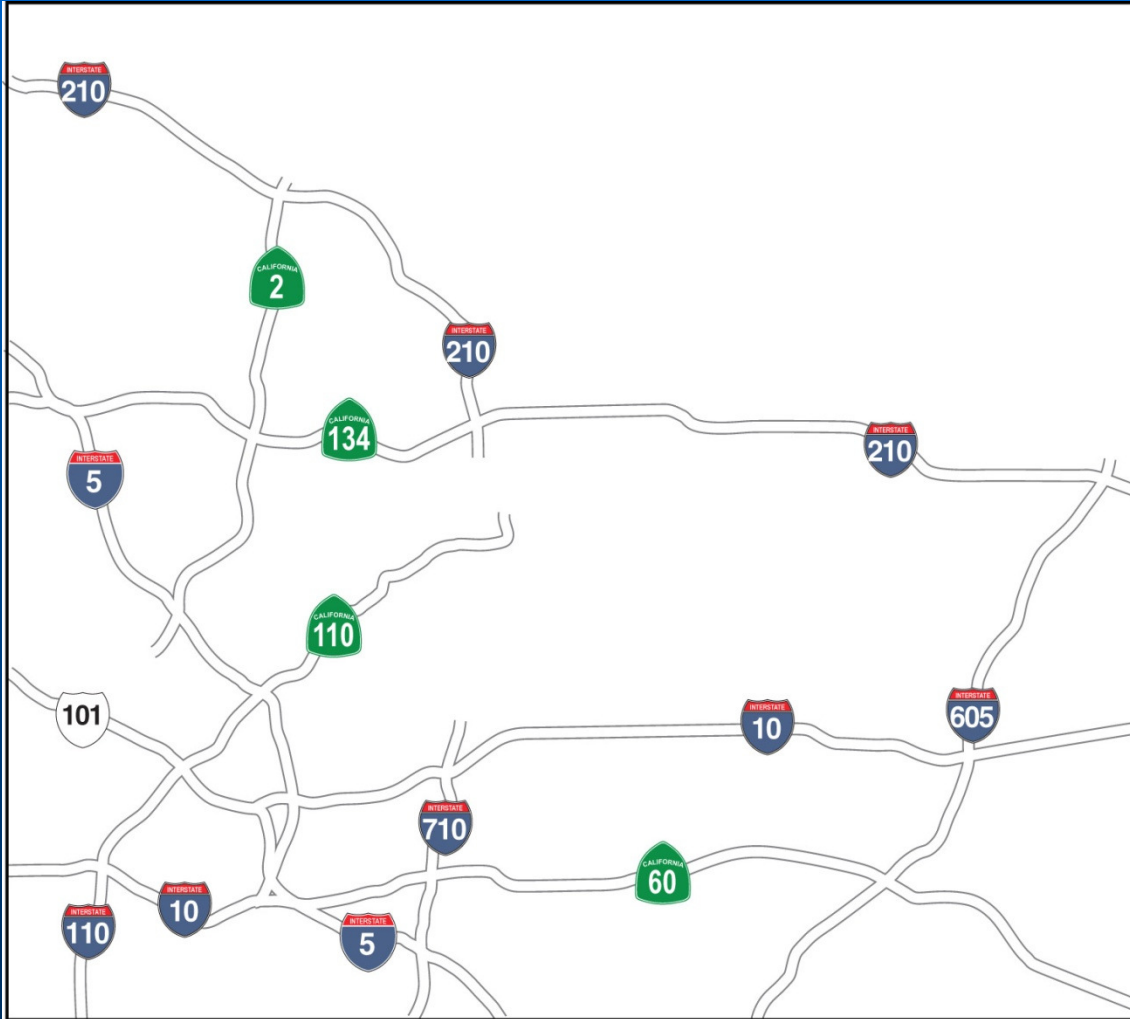 INTERSTATE
210
CALIFORNIA
2
INTERSTATE
210
CALIFORNIA
134
INTERSTATE
210
INTERSTATE
5
CALIFORNIA
110
101
INTERSTATE
10
INTERSTATE
605
INTERSTATE
710
CALIFORNIA
60
INTERSTATE
10
INTERSTATE
110
INTERSTATE
5